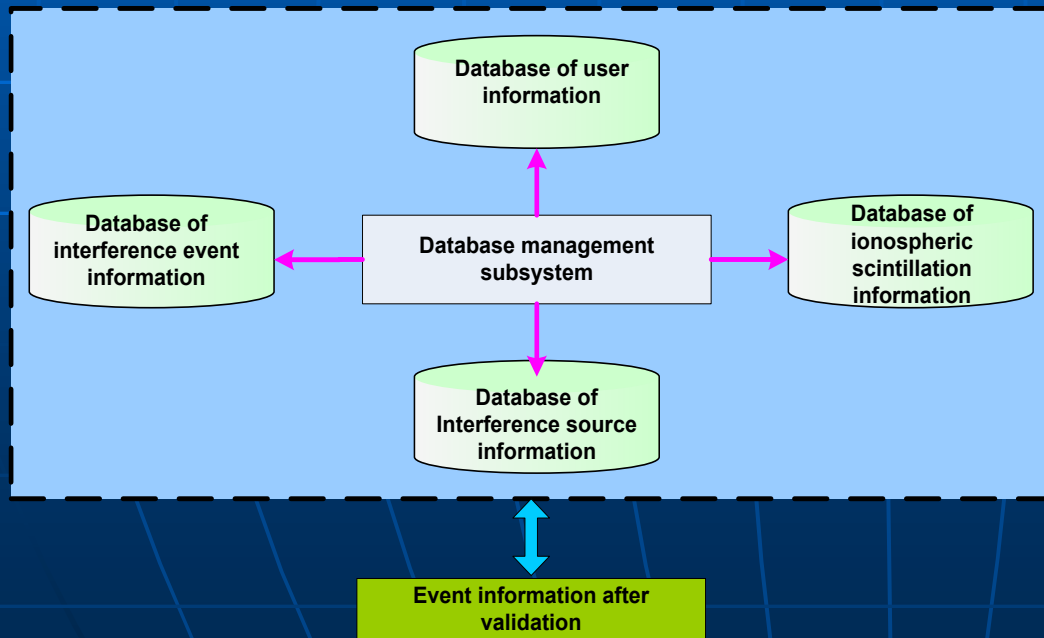 Database of user
information
Database of
interference event
information
Database management
subsystem
Database of
ionospheric
scintillation
information
Database of
Interference source
information
Event information after
validation